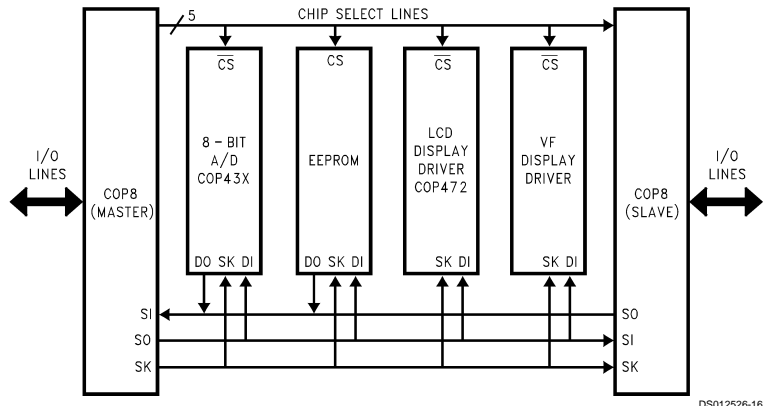 5
CHIP SELECT LINES
CS
CS
CS
CS
I/O
LINES
COP8
(MASTER)
8 – BIT
A/D
COP43X
EEPROM
LCD
DISPLAY
DRIVER
COP472
VF
DISPLAY
DRIVER
COP8
(SLAVE)
I/O
LINES
DO SK DI
DO SK DI
SK DI
SK DI
SI
SO
SK
SO
SI
SK
DS012526-16